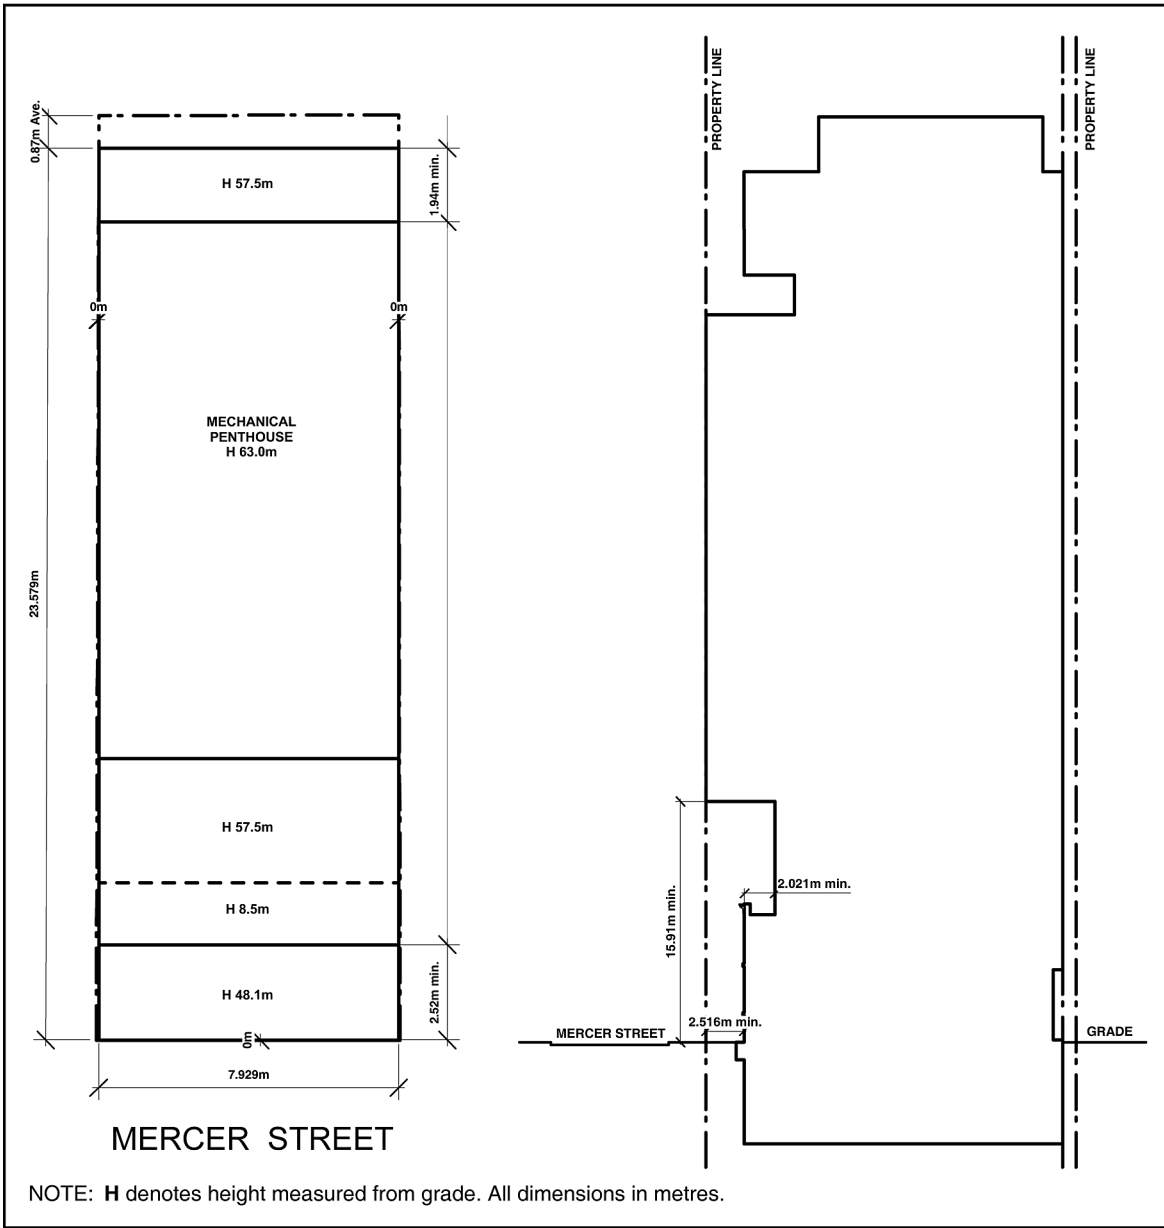 0.87m Ave.
H 57.5m
1.94m min.
0m
0m
MECHANICAL
PENTHOUSE
H 63.0m
23.579m
H 57.5m
H 8.5m
H 48.1m
2.52m min.
0m
7.929m
MERCER STREET
PROPERTY LINE
PROPERTY LINE
2.021m min.
15.91m min.
2.516m min.
MERCER STREET
GRADE
NOTE: H denotes height measured from grade. All dimensions in metres.